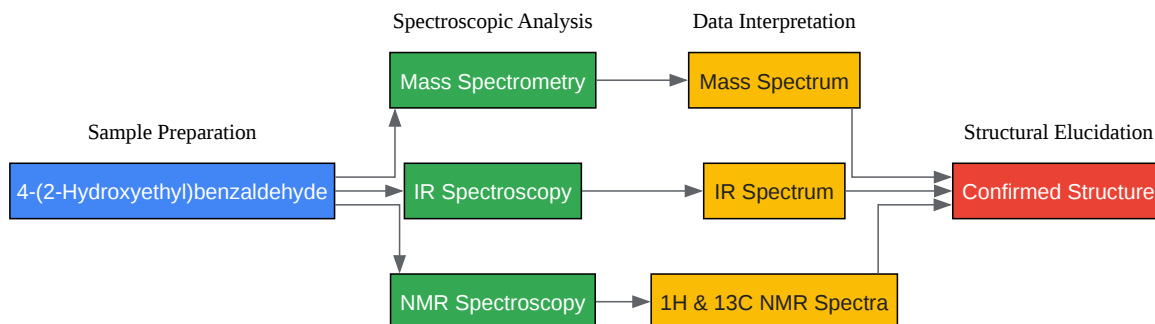 Spectroscopic Analysis
Data Interpretation
Mass Spectrometry
Mass Spectrum
Sample Preparation
Structural Elucidation
4-(2-Hydroxyethyl)benzaldehyde
IR Spectroscopy
IR Spectrum
Confirmed Structure
NMR Spectroscopy
1H & 13C NMR Spectra